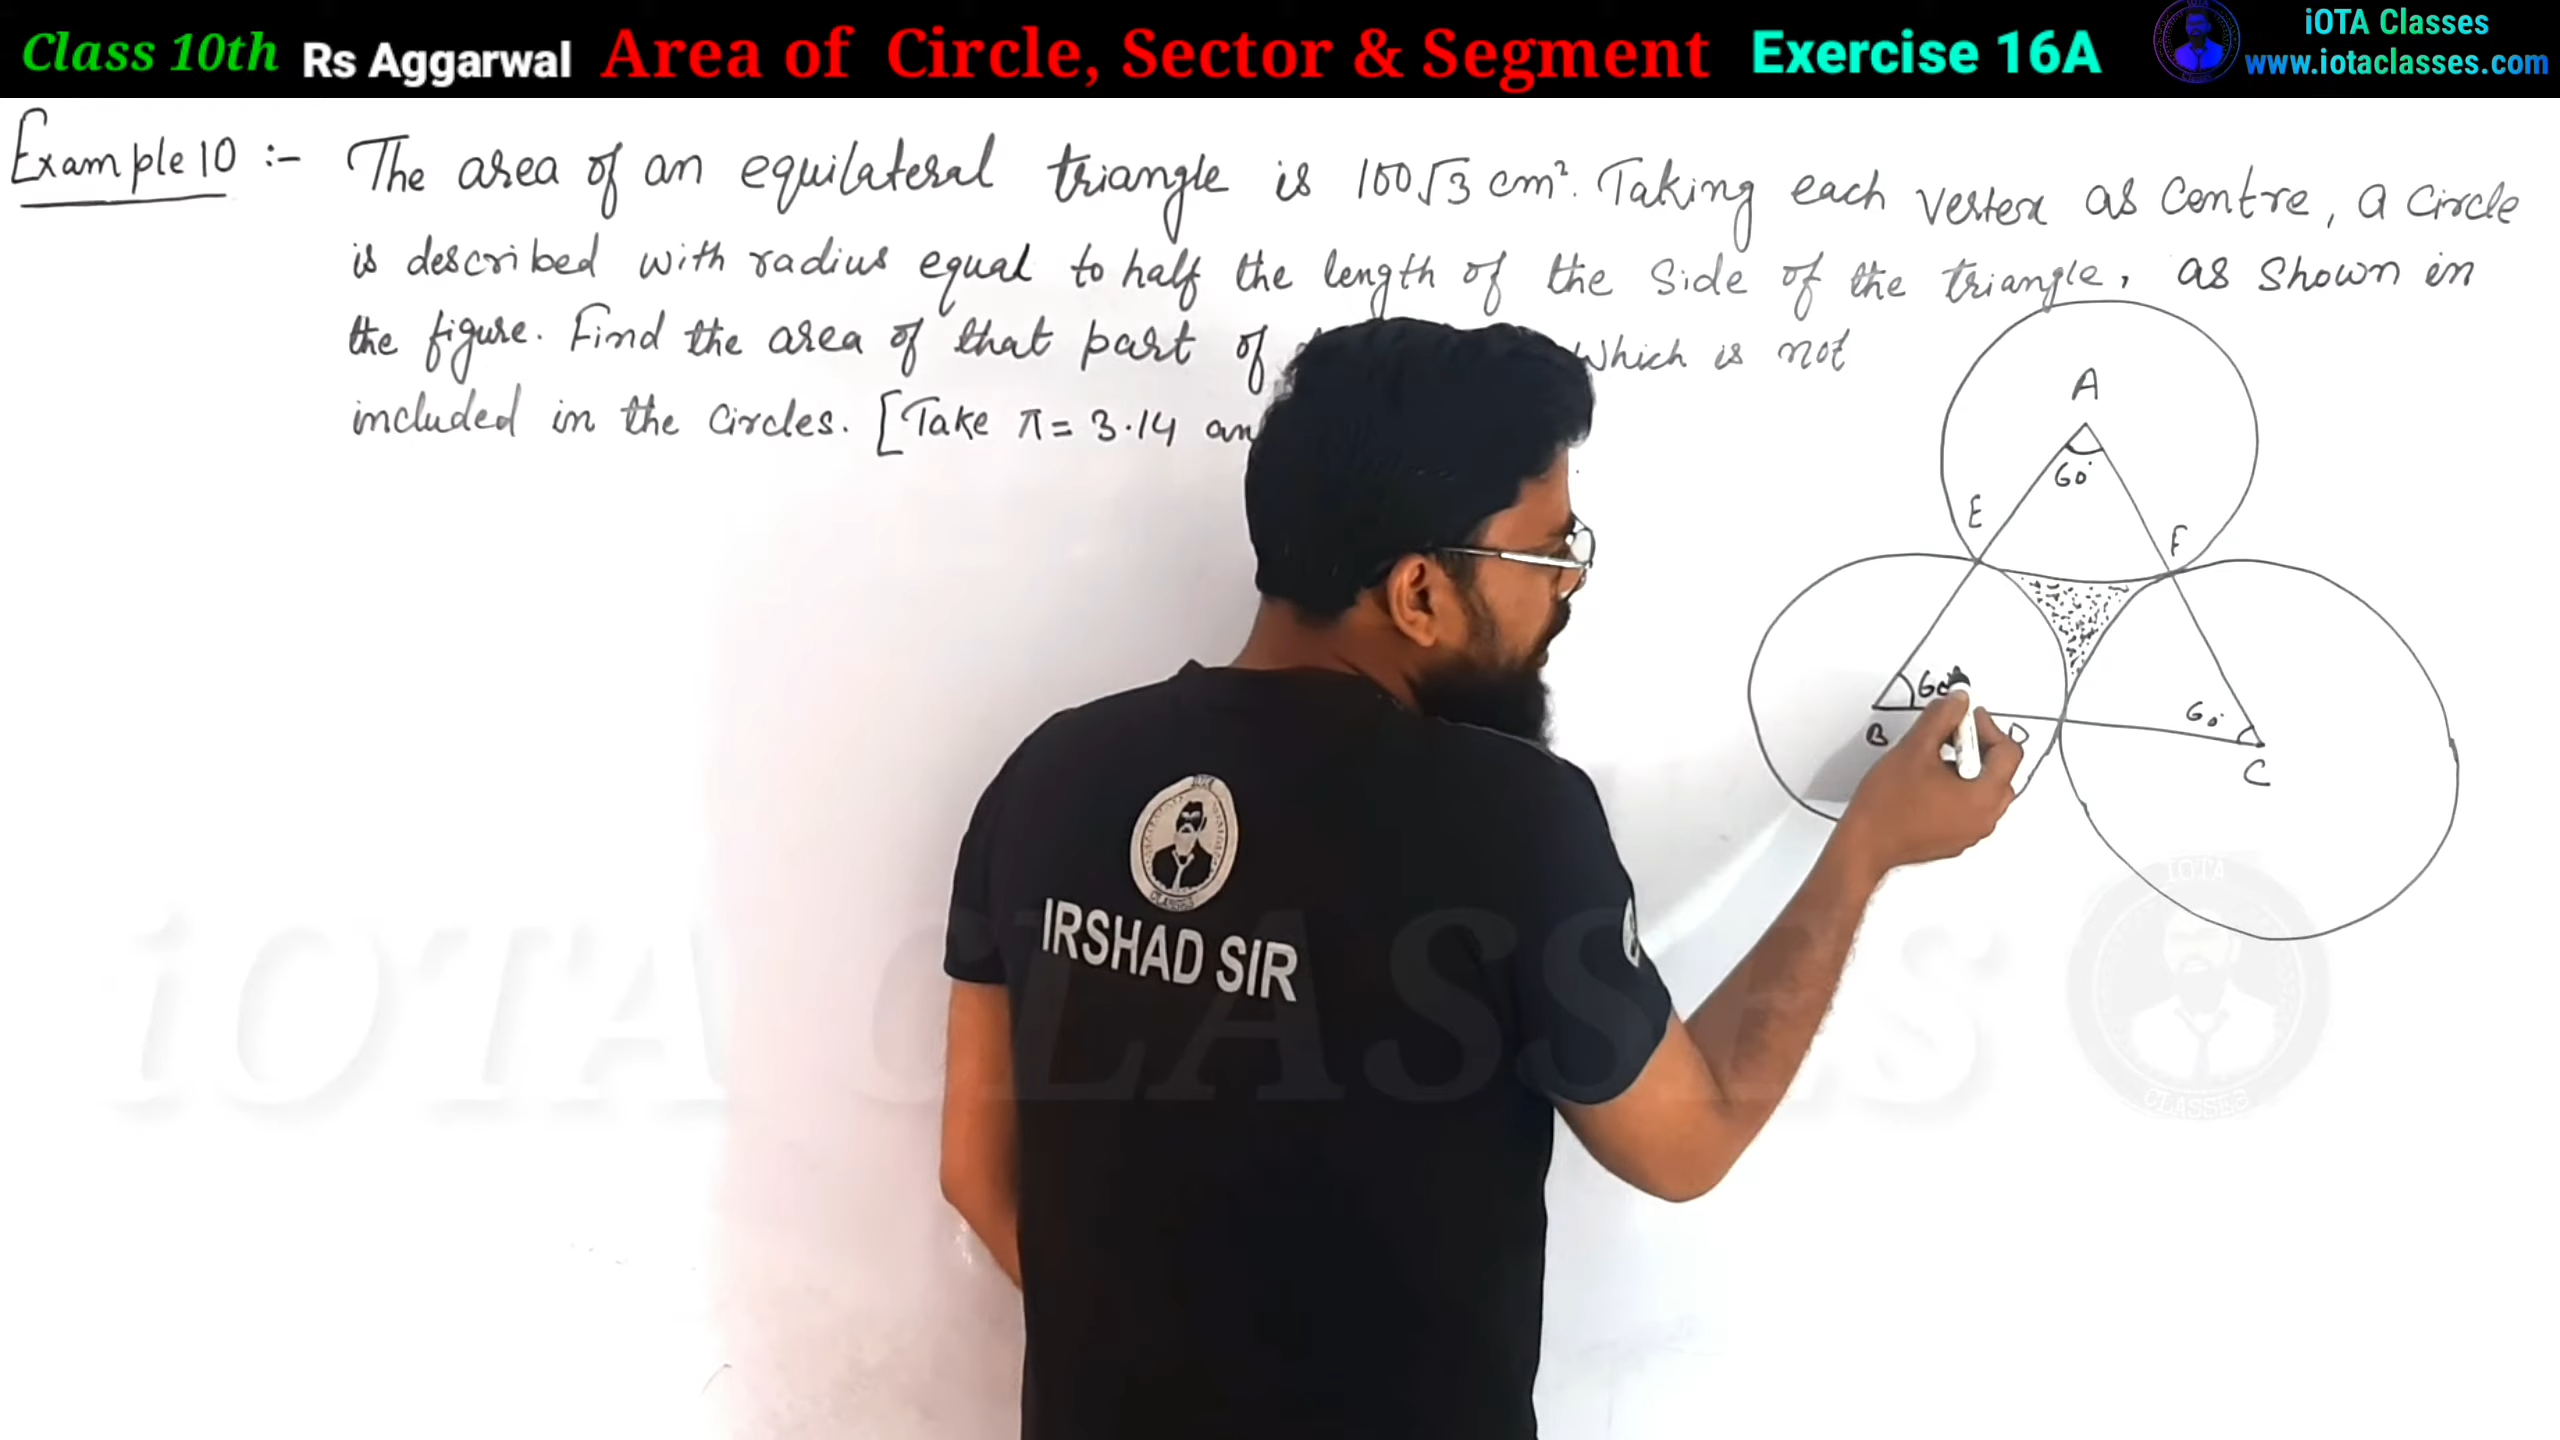 Class 10th Rs Aggarwal Area of Circle, Sector & Segment Exercise 16A
iOTA Classes
www.iotaclasses.com
Example 10 :- The area of an equilateral triangle is 100√3 cm². Taking each vertex as centre, a circle
is described with radius equal to half the length of the side of the triangle, as shown in
the figure. Find the area of that part of which is not
included in the circles. [Take π = 3.14
A
60°
E
F
60
60°
B
D
C
IRSHAD SIR
iOTA CLASSES
IOTA
CLASSES